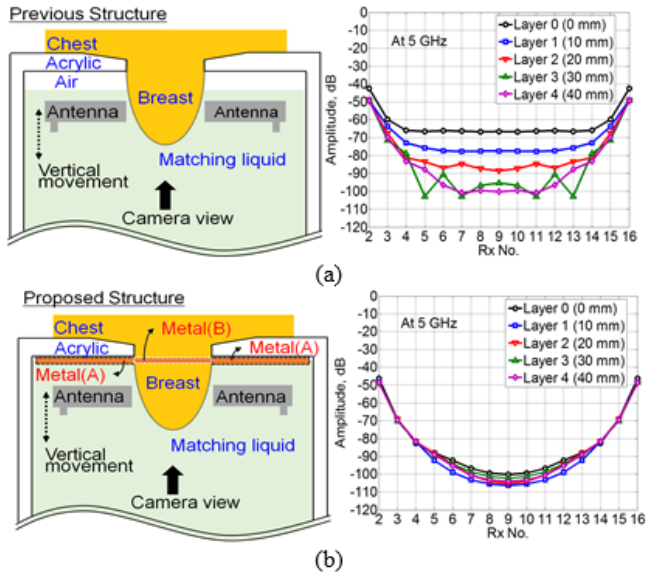 Previous Structure
Chest
Acrylic
Air
Antenna
Breast
Antenna
Matching liquid
Vertical
movement
Camera view
Amplitude, dB
0
-10
-20
-30
-40
-50
-60
-70
-80
-90
-100
-110
-120
At 5 GHz
Layer 0 (0 mm)
Layer 1 (10 mm)
Layer 2 (20 mm)
Layer 3 (30 mm)
Layer 4 (40 mm)
2 3 4 5 6 7 8 9 10 11 12 13 14 15 16
Rx No.
(a)
Proposed Structure
Chest
Metal(B)
Acrylic
Metal(A)
Metal(A)
Breast
Antenna
Antenna
Vertical
movement
Matching liquid
Camera view
Amplitude, dB
0
-10
-20
-30
-40
-50
-60
-70
-80
-90
-100
-110
-120
At 5 GHz
Layer 0 (0 mm)
Layer 1 (10 mm)
Layer 2 (20 mm)
Layer 3 (30 mm)
Layer 4 (40 mm)
2 3 4 5 6 7 8 9 10 11 12 13 14 15 16
Rx No.
(b)